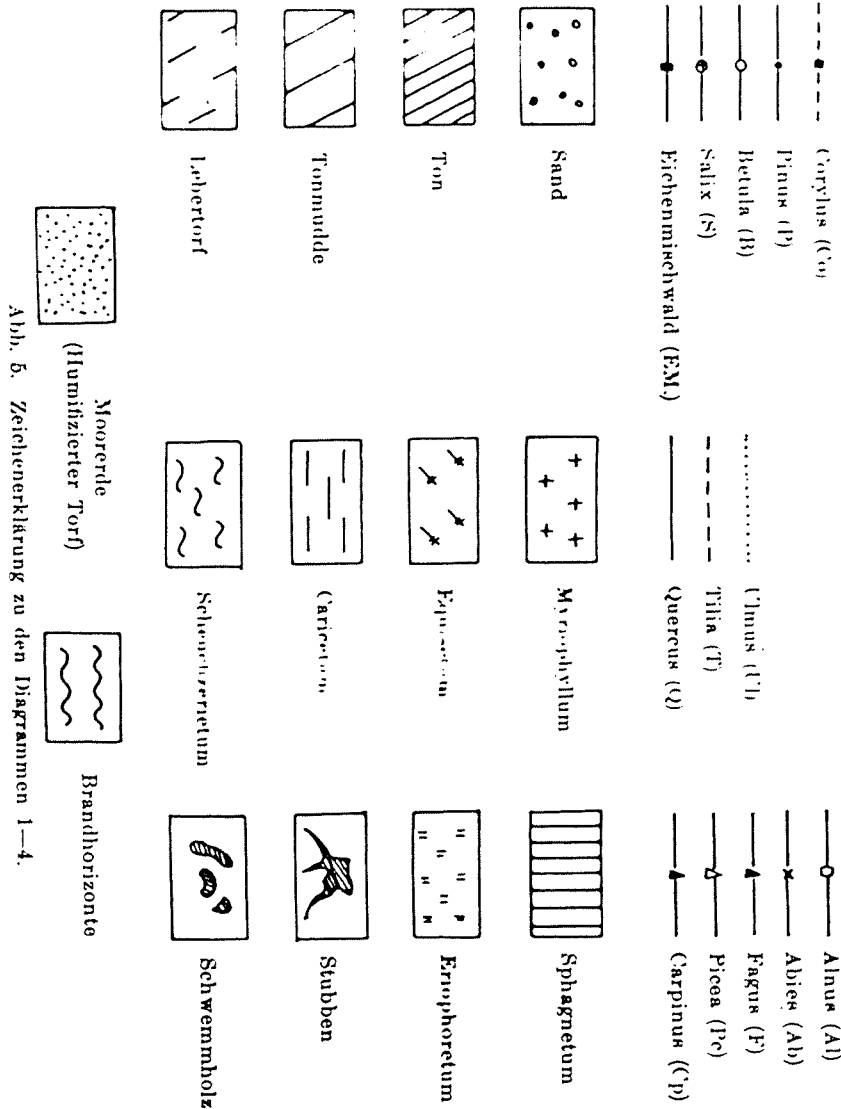 Corylus (Co)
Pinus (P)
Betula (B)
Salix (S)
Eichenmischwald (EM.)
Ulmus (Ul)
Tilia (T)
Quercus (Q)
Alnus (Al)
Abies (Ab)
Fagus (F)
Picea (Pc)
Carpinus (Cp)
Sand
Ton
Tonmudde
Lebertorf
Myriophyllum
Equisetum
Caricetum
Scheuchzerietum
Sphagnetum
Eriophoretum
Stubben
Schwemmholz
Moorerde
(Humifizierter Torf)
Brandhorizonte
Abb. 5. Zeichenerklärung zu den Diagrammen 1—4.